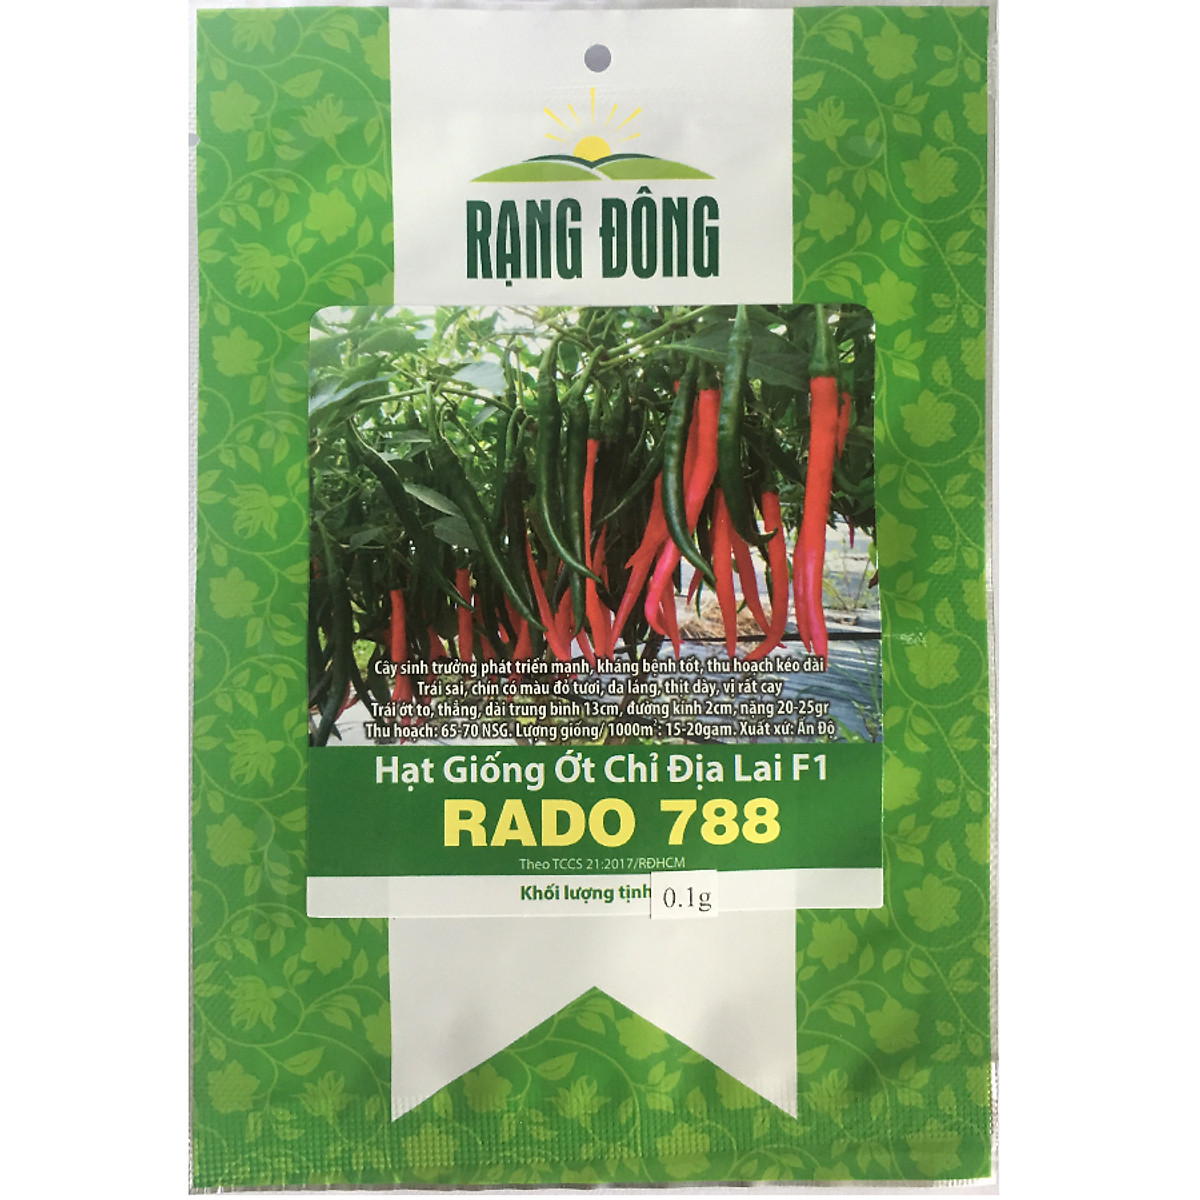 RẠNG ĐÔNG
Cây sinh trưởng phát triển mạnh, kháng bệnh tốt, thu hoạch kéo dài
Trái sai, chín có màu đỏ tươi, da láng, thịt dày, vị rất cay
Trái ớt to, thẳng, dài trung bình 13cm, đường kính 2cm, nặng 20-25gr
Thu hoạch: 65-70 NSG. Lượng giống/ 1000m²: 15-20gam. Xuất xứ: Ấn Độ
Hạt Giống Ớt Chỉ Địa Lai F1
RADO 788
Theo TCCS 21:2017/RĐHCM
Khối lượng tịnh 0.1g